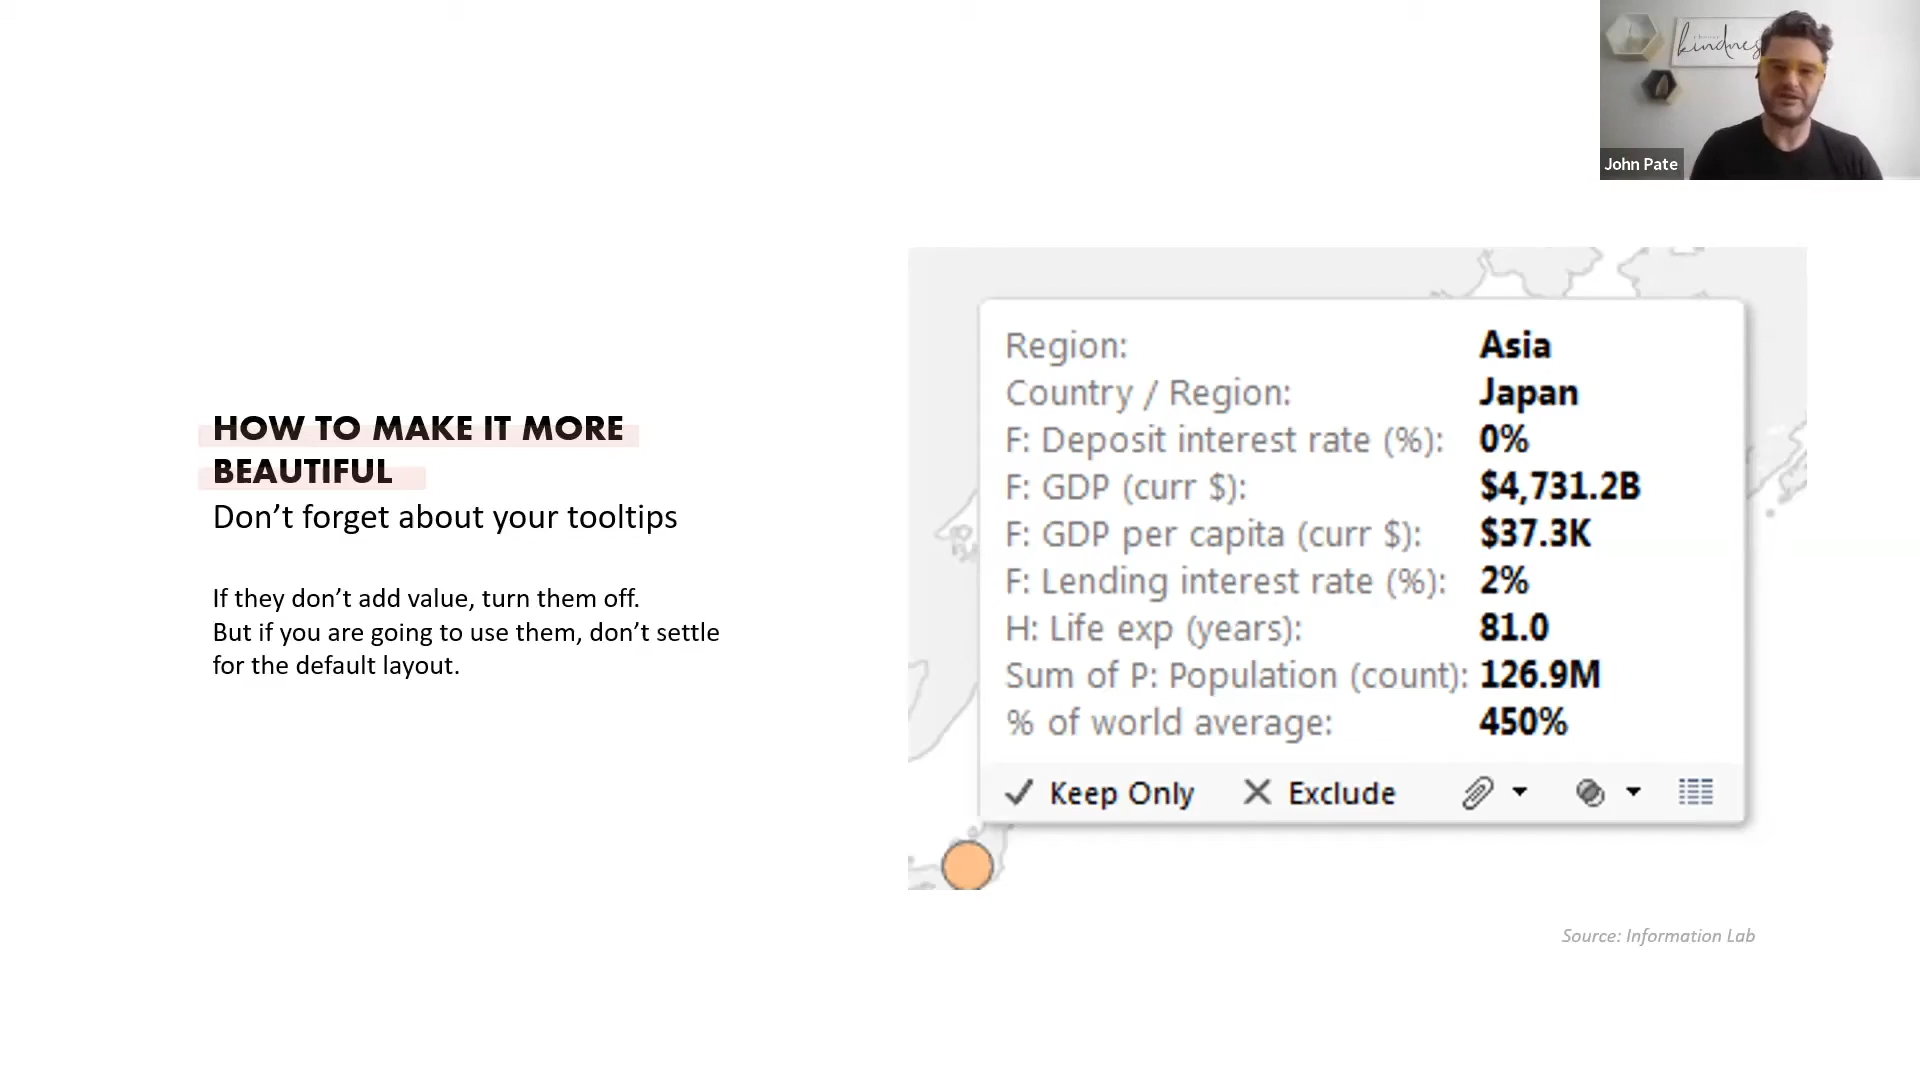 kindnes
John Pate
HOW TO MAKE IT MORE
BEAUTIFUL
Don’t forget about your tooltips
If they don’t add value, turn them off.
But if you are going to use them, don’t settle
for the default layout.
Region: Asia
Country / Region: Japan
F: Deposit interest rate (%): 0%
F: GDP (curr $): $4,731.2B
F: GDP per capita (curr $): $37.3K
F: Lending interest rate (%): 2%
H: Life exp (years): 81.0
Sum of P: Population (count): 126.9M
% of world average: 450%
Keep Only Exclude
Source: Information Lab